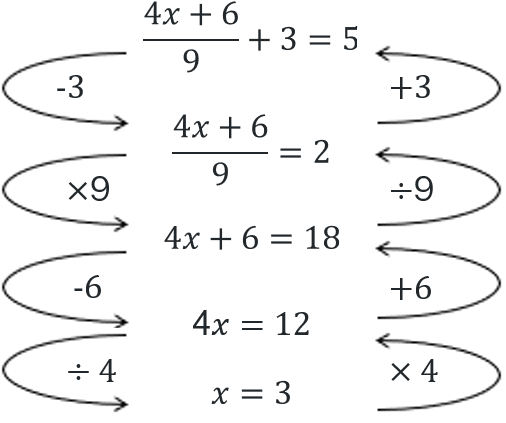 (4x + 6)/9 + 3 = 5
-3 +3
(4x + 6)/9 = 2
×9 ÷9
4x + 6 = 18
-6 +6
4x = 12
÷ 4 × 4
x = 3